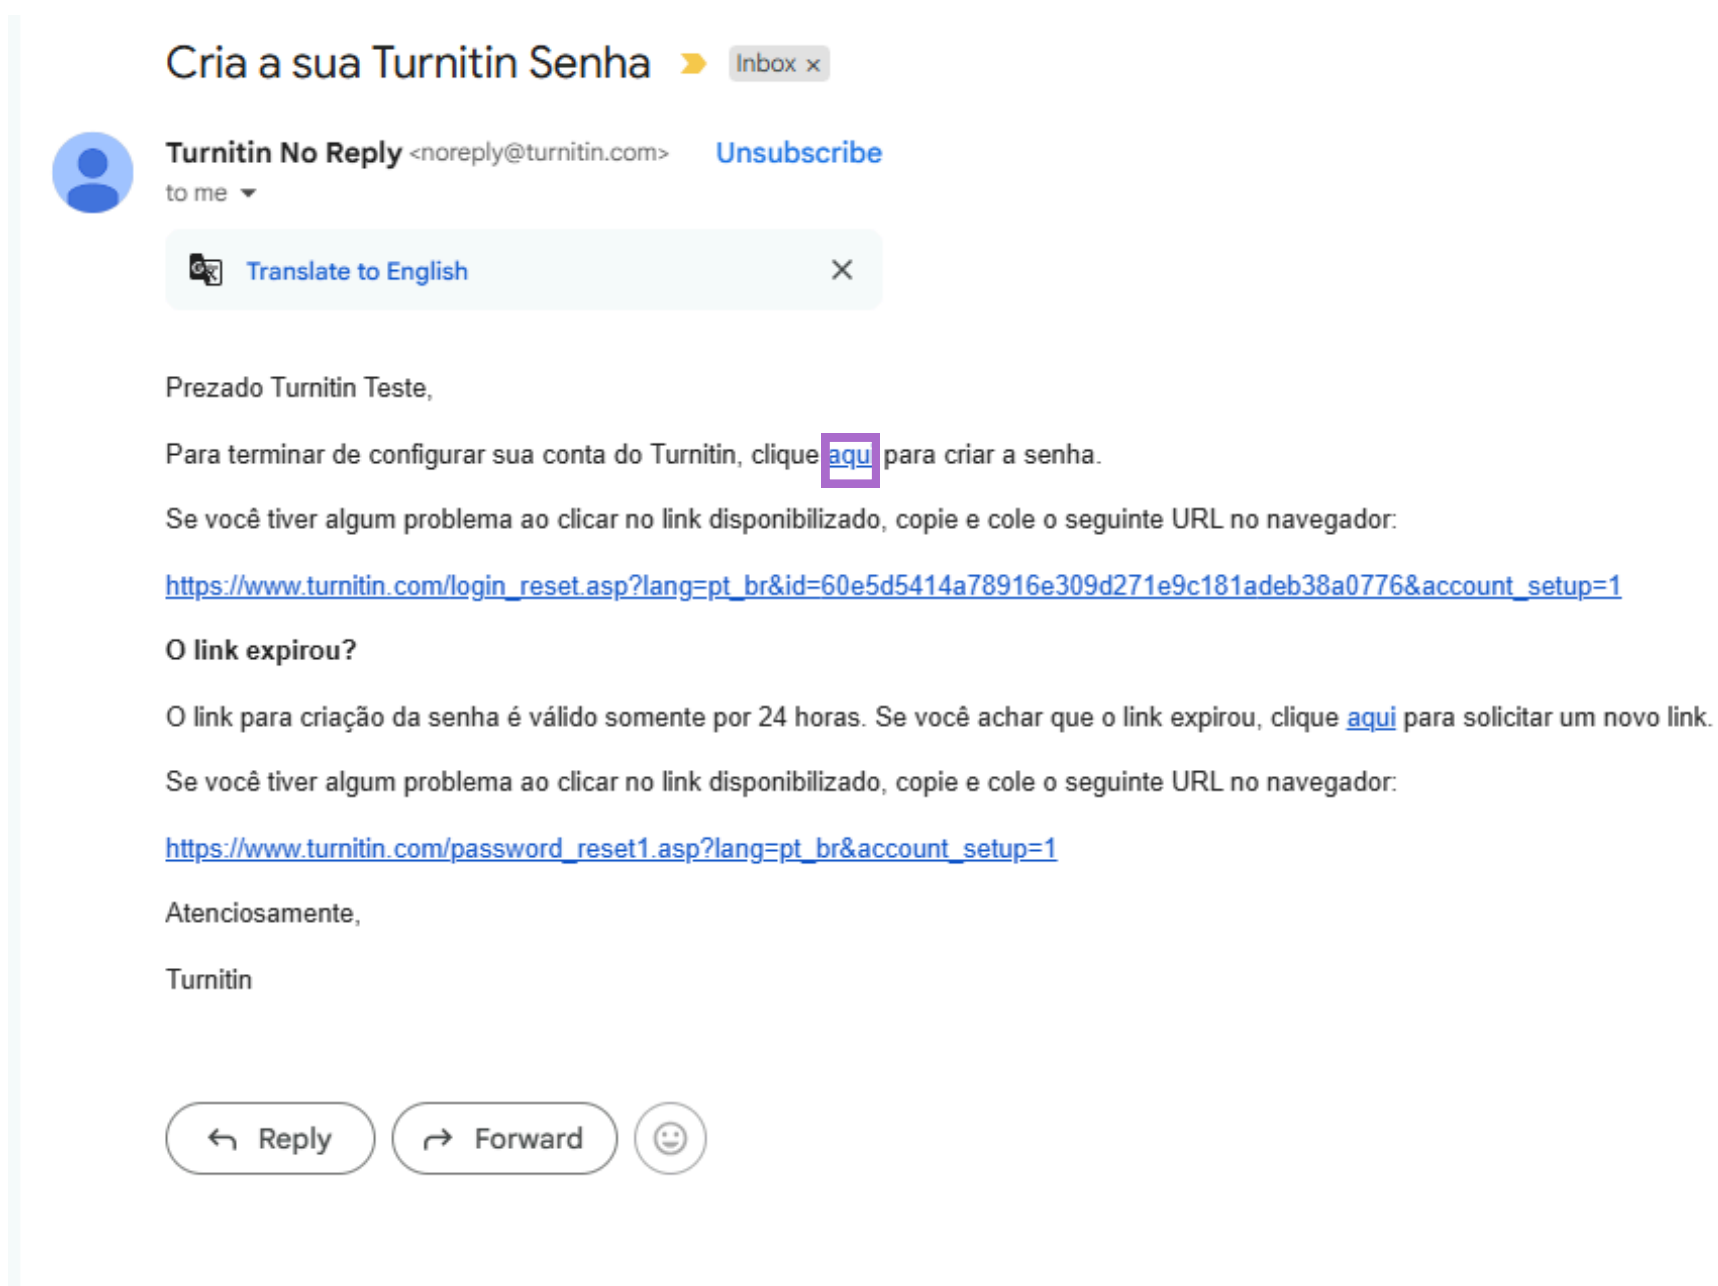 Cria a sua Turnitin Senha Inbox ×
Turnitin No Reply <noreply@turnitin.com> Unsubscribe
to me
Translate to English
Prezado Turnitin Teste,
Para terminar de configurar sua conta do Turnitin, clique aqui para criar a senha.
Se você tiver algum problema ao clicar no link disponibilizado, copie e cole o seguinte URL no navegador:
https://www.turnitin.com/login_reset.asp?lang=pt_br&id=60e5d5414a78916e309d271e9c181adeb38a0776&account_setup=1
O link expirou?
O link para criação da senha é válido somente por 24 horas. Se você achar que o link expirou, clique aqui para solicitar um novo link.
Se você tiver algum problema ao clicar no link disponibilizado, copie e cole o seguinte URL no navegador:
https://www.turnitin.com/password_reset1.asp?lang=pt_br&account_setup=1
Atenciosamente,
Turnitin
Reply Forward